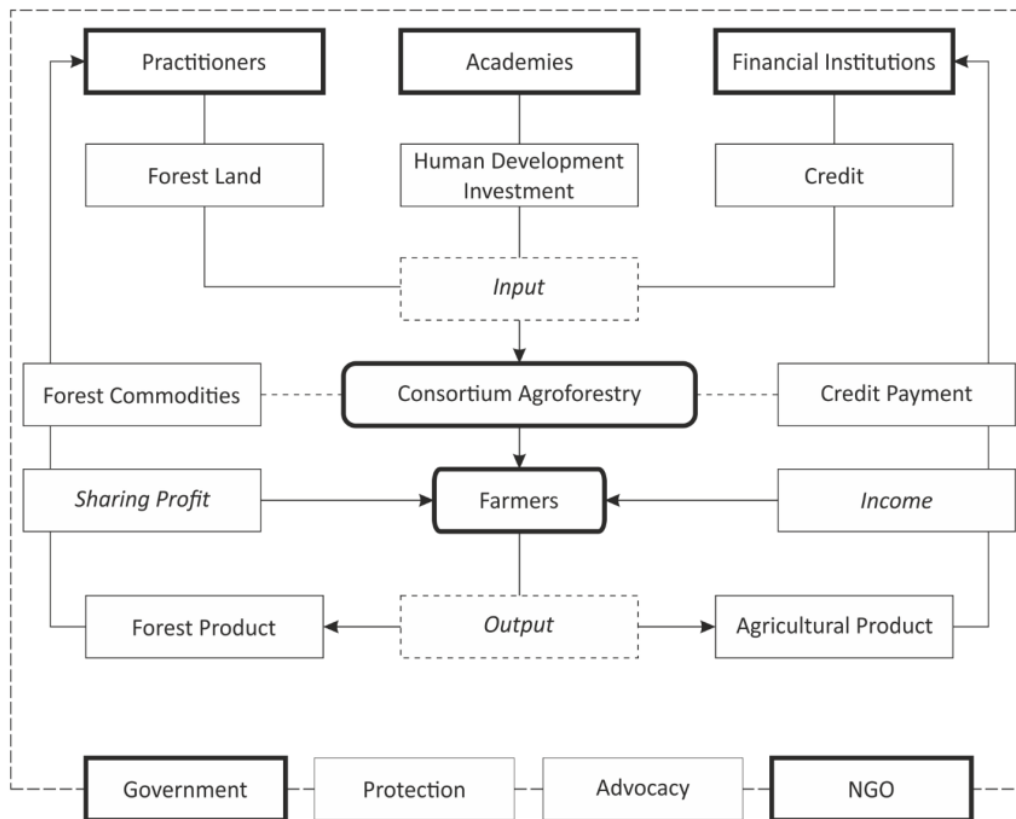 Practitioners
Academies
Financial Institutions
Forest Land
Human Development
Investment
Credit
Input
Forest Commodities
Consortium Agroforestry
Credit Payment
Sharing Profit
Farmers
Income
Forest Product
Output
Agricultural Product
Government
Protection
Advocacy
NGO